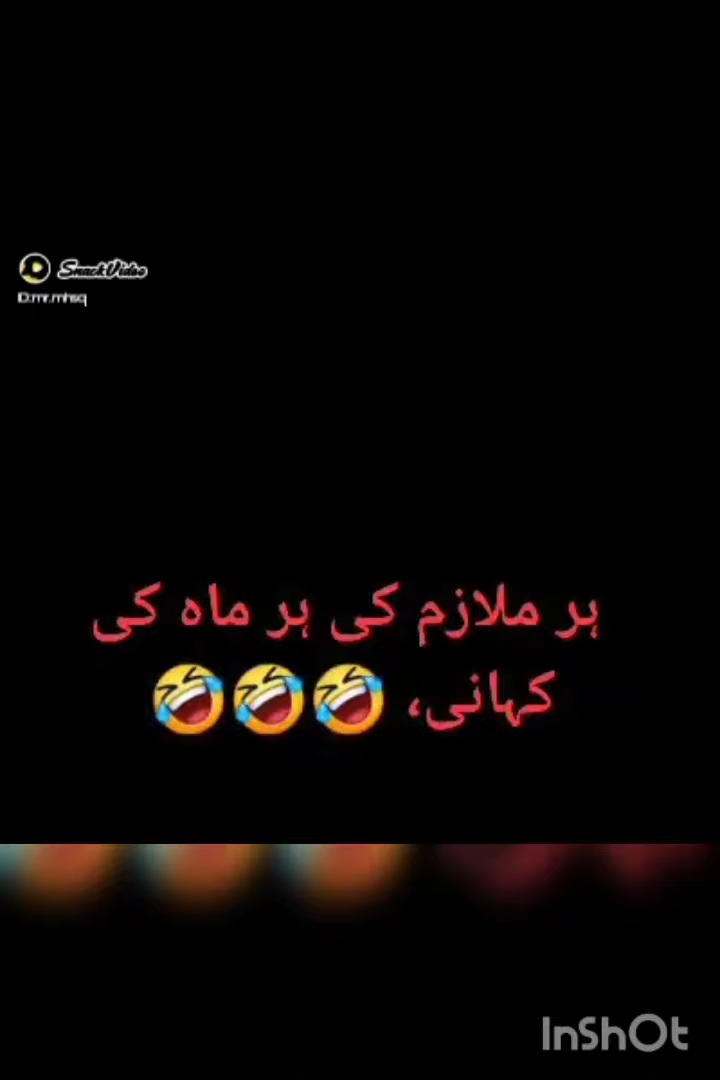 SnackVideo
ID:mr.mhsq
ہر ملازم کی ہر ماہ کی
کہانی، 🤣🤣🤣
InShOt